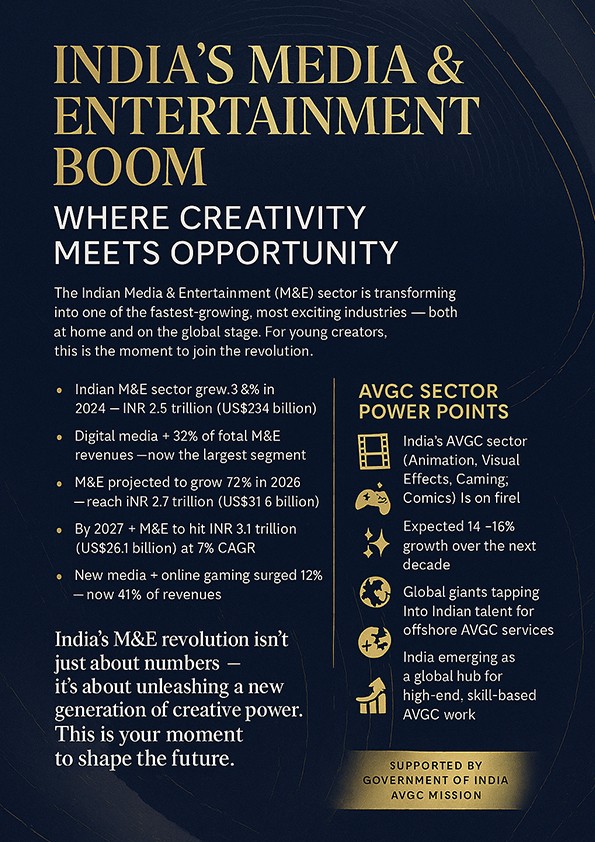 INDIA'S MEDIA &
ENTERTAINMENT
BOOM
WHERE CREATIVITY
MEETS OPPORTUNITY
The Indian Media & Entertainment (M&E) sector is transforming
into one of the fastest-growing, most exciting industries — both
at home and on the global stage. For young creators,
this is the moment to join the revolution.
• Indian M&E sector grew.3 &% in
2024 — INR 2.5 trillion (US$234 billion)
• Digital media + 32% of fotal M&E
revenues —now the largest segment
• M&E projected to grow 72% in 2026
—reach iNR 2.7 trillion (US$31 6 billion)
• By 2027 + M&E to hit INR 3.1 trillion
(US$26.1 billion) at 7% CAGR
• New media + online gaming surged 12%
— now 41% of revenues
India's M&E revolution isn't
just about numbers —
it's about unleashing a new
generation of creative power.
This is your moment
to shape the future.
AVGC SECTOR
POWER POINTS
India's AVGC sector
(Animation, Visual
Effects, Caming;
Comics) Is on firel
Expected 14 –16%
growth over the next
decade
Global giants tapping
Into Indian talent for
offshore AVGC services
India emerging as
a global hub for
high-end, skill-based
AVGC work
SUPPORTED BY
GOVERNMENT OF INDIA
AVGC MISSION